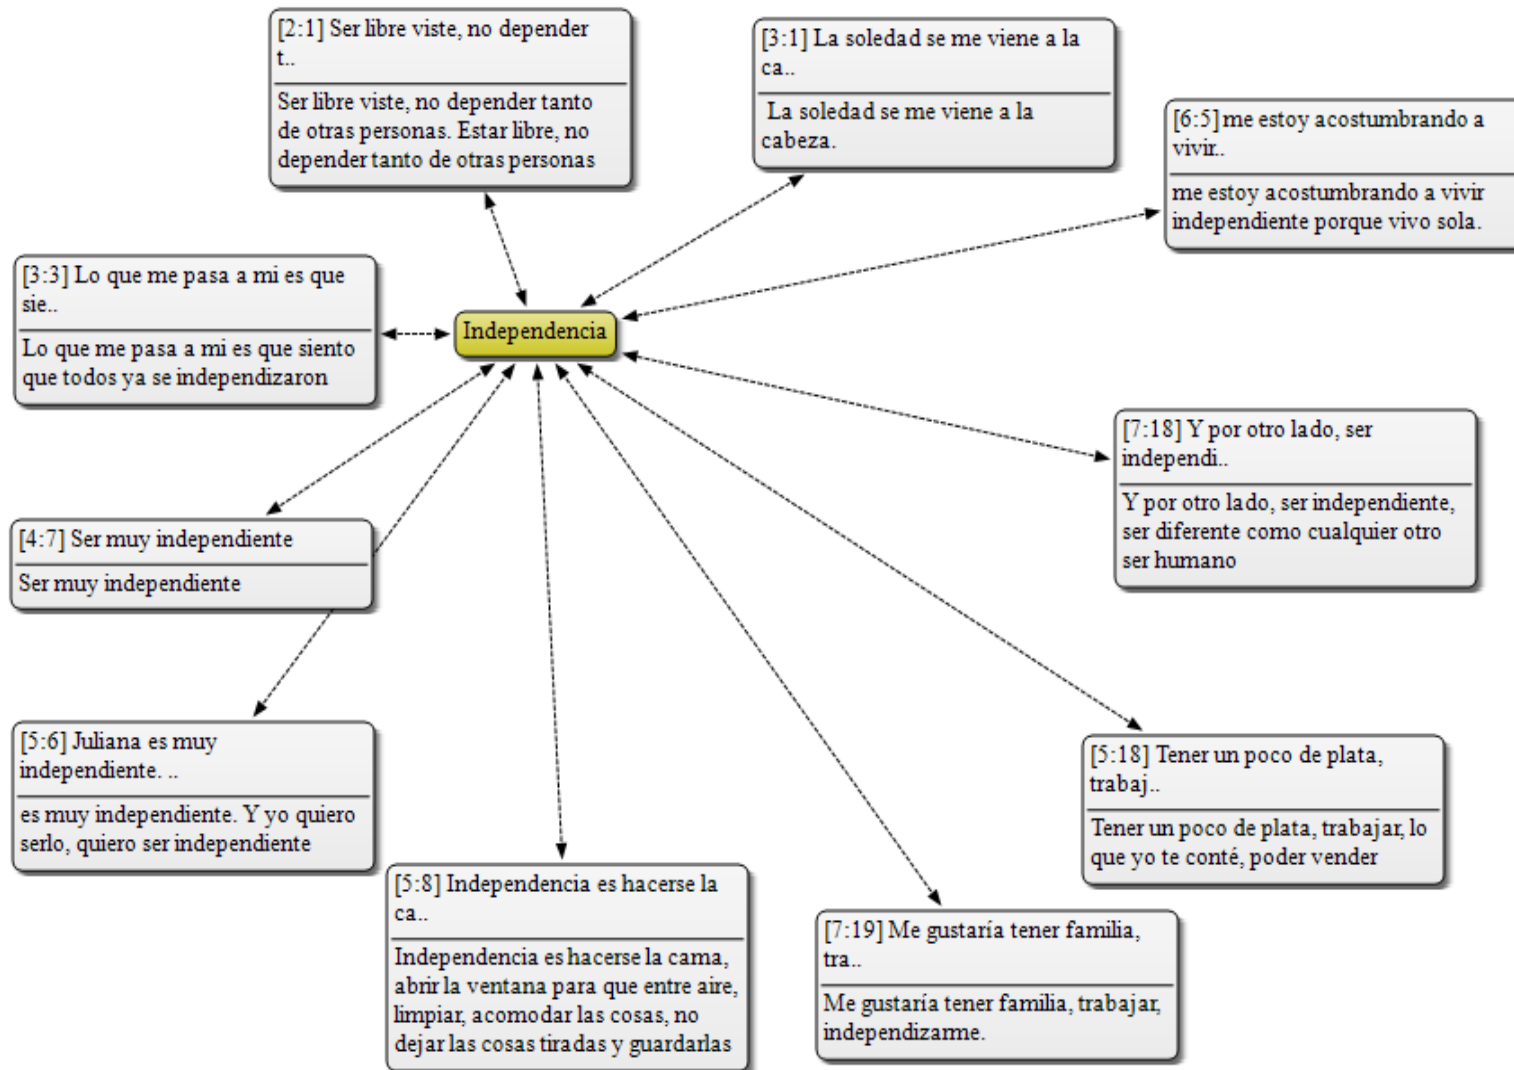 [2:1] Ser libre viste, no depender
t..
Ser libre viste, no depender tanto
de otras personas. Estar libre, no
depender tanto de otras personas
[3:1] La soledad se me viene a la
ca..
La soledad se me viene a la
cabeza.
[6:5] me estoy acostumbrando a
vivir..
me estoy acostumbrando a vivir
independiente porque vivo sola.
[3:3] Lo que me pasa a mi es que
sie..
Lo que me pasa a mi es que siento
que todos ya se independizaron
Independencia
[7:18] Y por otro lado, ser
independi..
Y por otro lado, ser independiente,
ser diferente como cualquier otro
ser humano
[4:7] Ser muy independiente
Ser muy independiente
[5:6] Juliana es muy
independiente. ..
es muy independiente. Y yo quiero
serlo, quiero ser independiente
[5:18] Tener un poco de plata,
trabaj..
Tener un poco de plata, trabajar, lo
que yo te conté, poder vender
[5:8] Independencia es hacerse la
ca..
Independencia es hacerse la cama,
abrir la ventana para que entre aire,
limpiar, acomodar las cosas, no
dejar las cosas tiradas y guardarlas
[7:19] Me gustaría tener familia,
tra..
Me gustaría tener familia, trabajar,
independizarme.